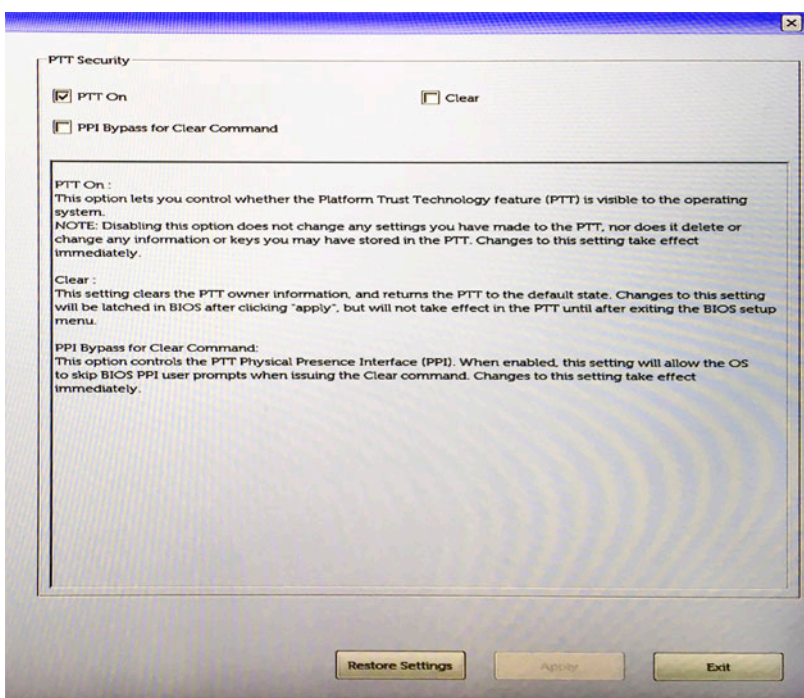 PTT Security
PTT On
Clear
PPI Bypass for Clear Command
PTT On :
This option lets you control whether the Platform Trust Technology feature (PTT) is visible to the operating
system.
NOTE: Disabling this option does not change any settings you have made to the PTT, nor does it delete or
change any information or keys you may have stored in the PTT. Changes to this setting take effect
immediately.
Clear :
This setting clears the PTT owner information, and returns the PTT to the default state. Changes to this setting
will be latched in BIOS after clicking "apply", but will not take effect in the PTT until after exiting the BIOS setup
menu.
PPI Bypass for Clear Command:
This option controls the PTT Physical Presence Interface (PPI). When enabled, this setting will allow the OS
to skip BIOS PPI user prompts when issuing the Clear command. Changes to this setting take effect
immediately.
Restore Settings
Apply
Exit